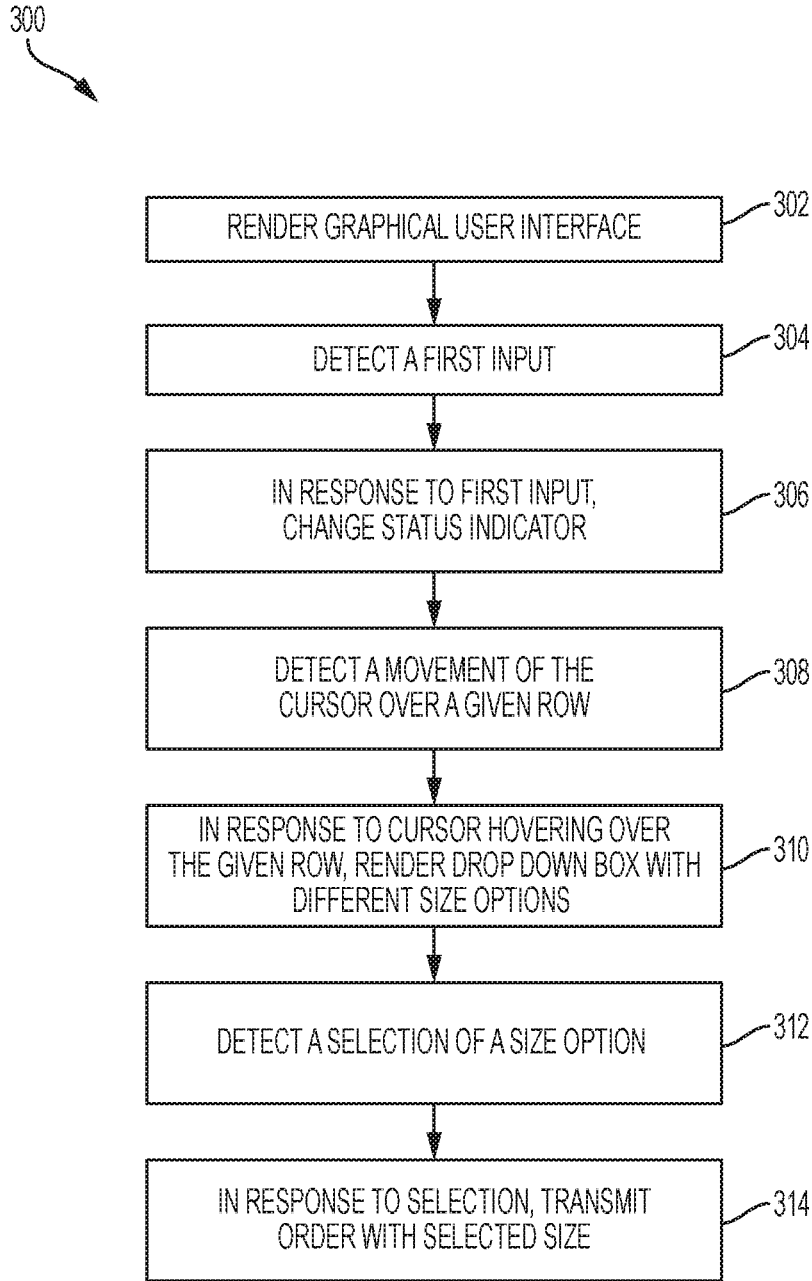 300
RENDER GRAPHICAL USER INTERFACE
302
DETECT A FIRST INPUT
304
IN RESPONSE TO FIRST INPUT,
CHANGE STATUS INDICATOR
306
DETECT A MOVEMENT OF THE
CURSOR OVER A GIVEN ROW
308
IN RESPONSE TO CURSOR HOVERING OVER
THE GIVEN ROW, RENDER DROP DOWN BOX WITH
DIFFERENT SIZE OPTIONS
310
DETECT A SELECTION OF A SIZE OPTION
312
IN RESPONSE TO SELECTION, TRANSMIT
ORDER WITH SELECTED SIZE
314